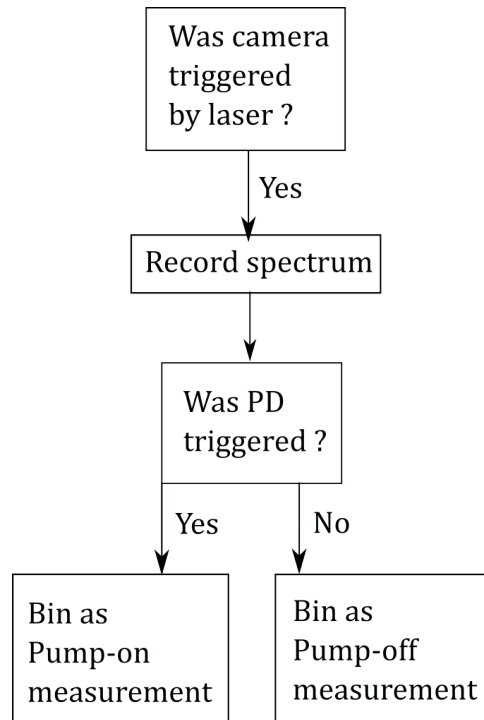 Was camera
triggered
by laser ?
Yes
Record spectrum
Was PD
triggered ?
Yes
No
Bin as
Pump-on
measurement
Bin as
Pump-off
measurement